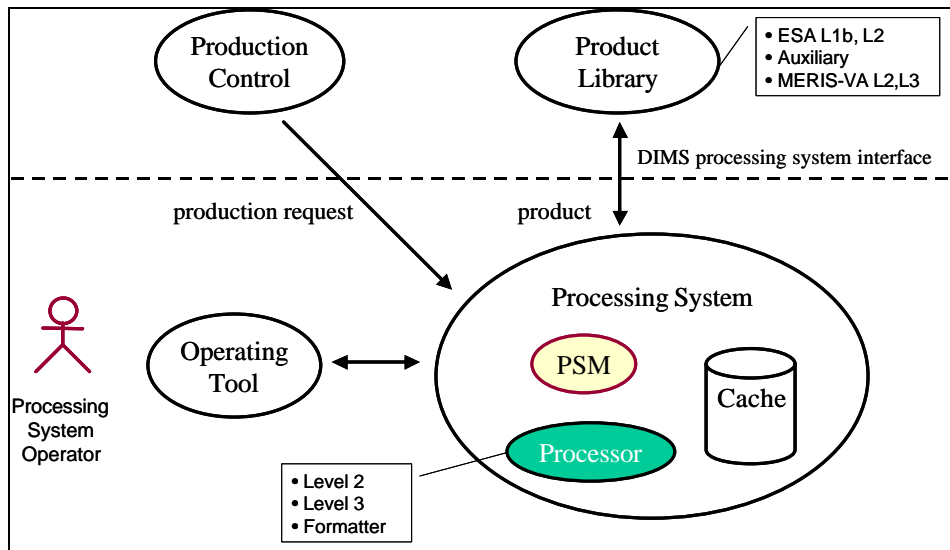 Production
Control
Product
Library
• ESA L1b, L2
• Auxiliary
• MERIS-VA L2,L3
DIMS processing system interface
production request
product
Processing System
Operating
Tool
PSM
Cache
Processor
Processing
System
Operator
• Level 2
• Level 3
• Formatter